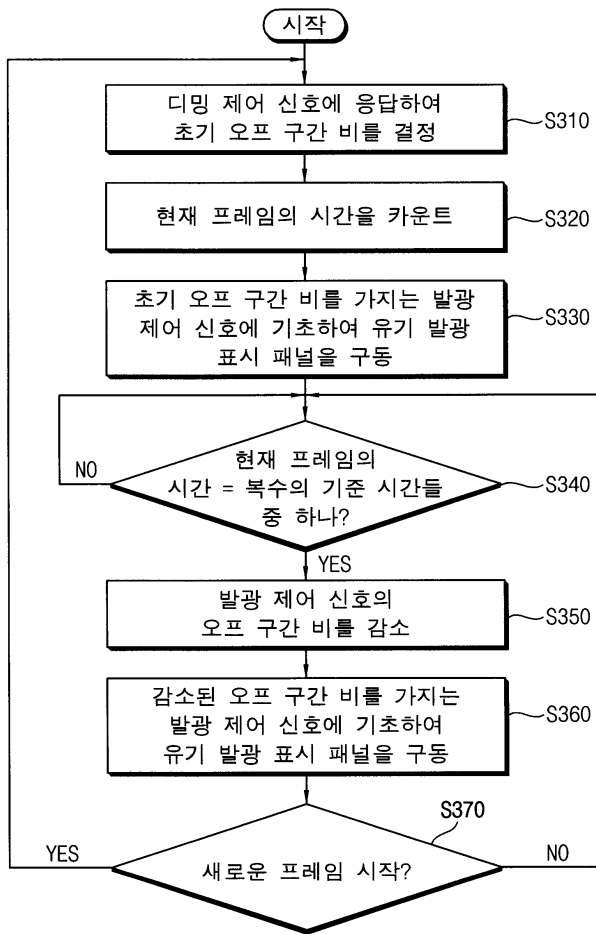 시작
디밍 제어 신호에 응답하여
초기 오프 구간 비를 결정
S310
현재 프레임의 시간을 카운트
S320
초기 오프 구간 비를 가지는 발광
제어 신호에 기초하여 유기 발광
표시 패널을 구동
S330
현재 프레임의
시간 = 복수의 기준 시간들
중 하나?
S340
NO
YES
발광 제어 신호의
오프 구간 비를 감소
S350
감소된 오프 구간 비를 가지는
발광 제어 신호에 기초하여
유기 발광 표시 패널을 구동
S360
S370
YES
새로운 프레임 시작?
NO